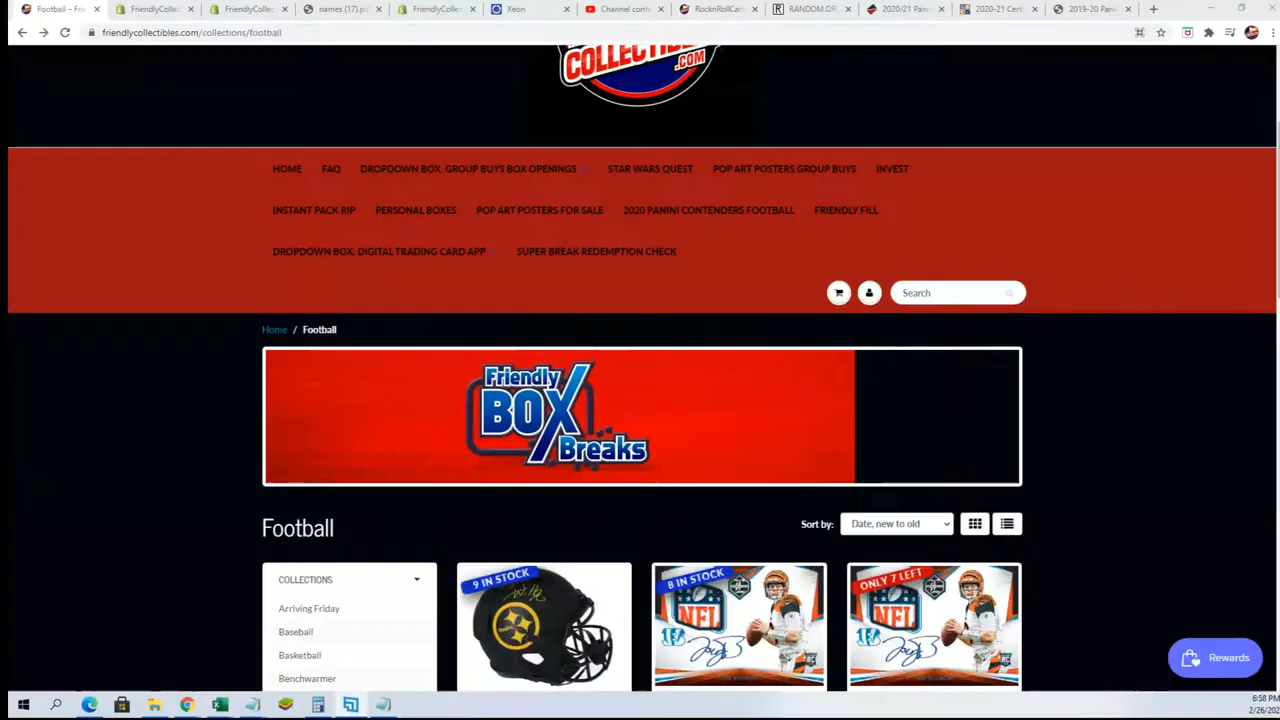 Football – Frie
FriendlyCollec
FriendlyCollec
names (17).pd
FriendlyCollec
Xeon
Channel conte
RocknRollCar
RANDOM.OR
2020/21 Pani
2020-21 Cert
2019-20 Pani
friendlycollectibles.com/collections/football
COLLECTIBLES
.COM
HOME FAQ DROPDOWN BOX: GROUP BUYS BOX OPENINGS STAR WARS QUEST POP ART POSTERS GROUP BUYS INVEST
INSTANT PACK RIP PERSONAL BOXES POP ART POSTERS FOR SALE 2020 PANINI CONTENDERS FOOTBALL FRIENDLY FILL
DROPDOWN BOX: DIGITAL TRADING CARD APP SUPER BREAK REDEMPTION CHECK
Search
Home / Football
Friendly
BOX
Breaks
Football
Sort by: Date, new to old
COLLECTIONS
Arriving Friday
Baseball
Basketball
Benchwarmer
9 IN STOCK
8 IN STOCK
NFL
ONLY 7 LEFT
NFL
Rewards
6:58 PM
2/26/202